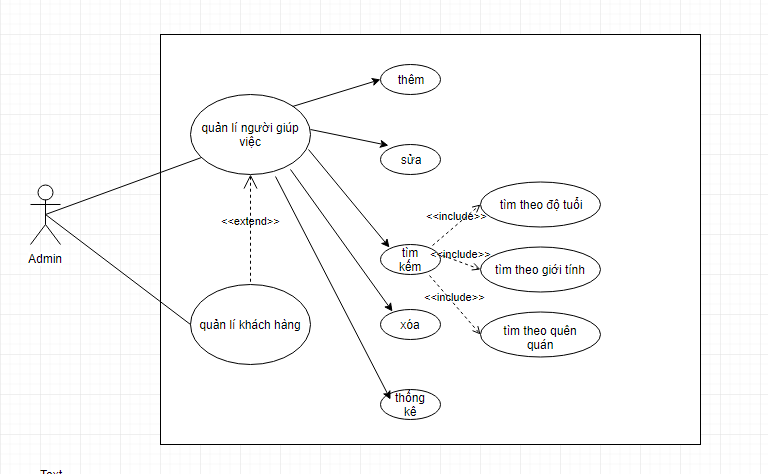 thêm
quản lí người giúp
việc
sửa
tìm theo độ tuổi
<<include>>
<<extend>>
Admin
tìm
kếm
<<include>>
tìm theo giới tính
<<include>>
quản lí khách hàng
xóa
tìm theo quên
quán
thống
kê
Text